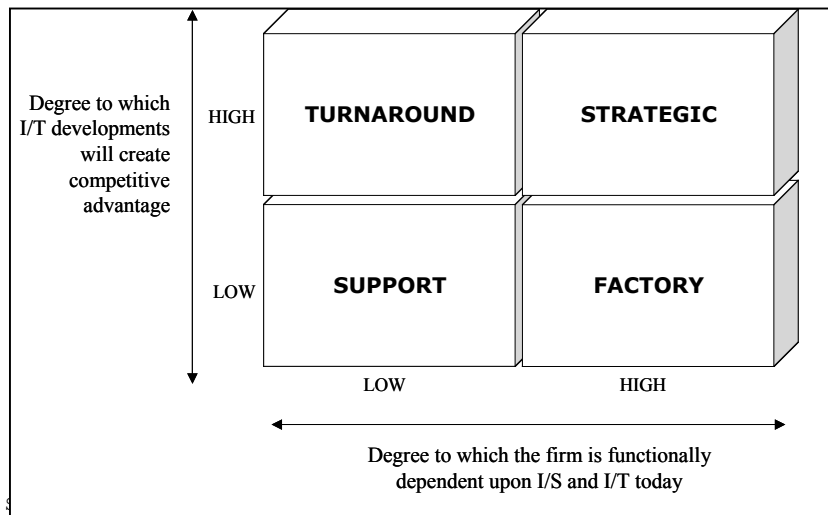 Degree to which
I/T developments
will create
competitive
advantage
HIGH
TURNAROUND
STRATEGIC
LOW
SUPPORT
FACTORY
LOW
HIGH
Degree to which the firm is functionally
dependent upon I/S and I/T today